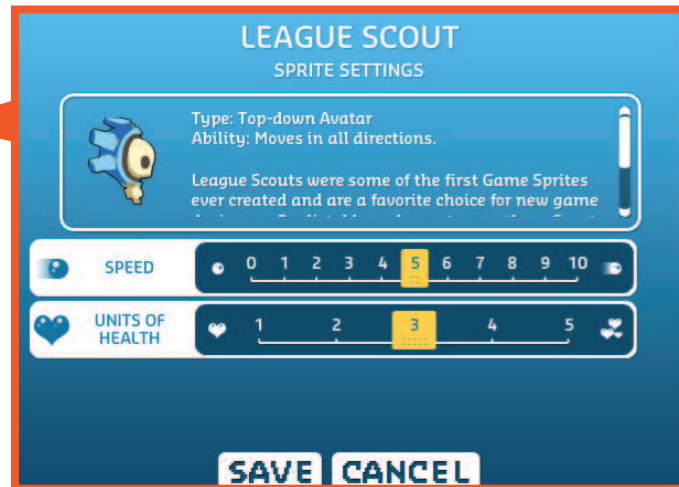 LEAGUE SCOUT
SPRITE SETTINGS
Type: Top-down Avatar
Ability: Moves in all directions.
League Scouts were some of the first Game Sprites
ever created and are a favorite choice for new game
SPEED
0 1 2 3 4 5 6 7 8 9 10
UNITS OF
HEALTH
1 2 3 4 5
SAVE CANCEL